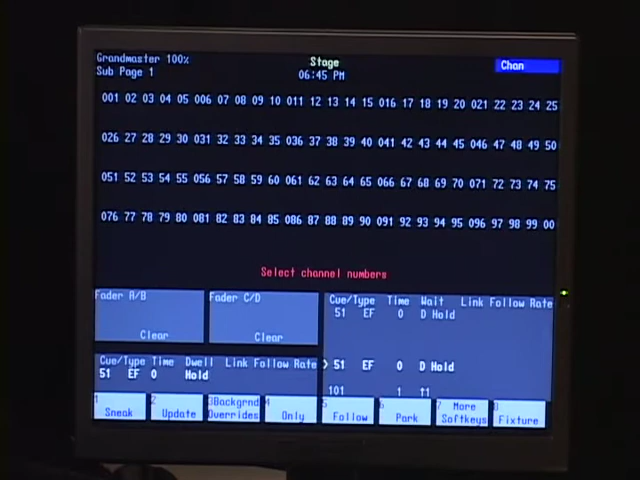 Grandmaster 100%
Sub Page 1
Stage
06:45 PM
Chan
001 02 03 04 05 006 07 08 09 10 011 12 13 14 15 016 17 18 19 20 021 22 23 24 25
026 27 28 29 30 031 32 33 34 35 036 37 38 39 40 041 42 43 44 45 046 47 48 49 50
051 52 53 54 55 056 57 58 59 60 061 62 63 64 65 066 67 68 69 70 071 72 73 74 75
076 77 78 79 80 081 82 83 84 85 086 87 88 89 90 091 92 93 94 95 096 97 98 99 00
Select channel numbers
Fader A/B
Clear
Fader C/D
Clear
Cue/Type Time Wait Link Follow Rate
51 EF 0 D Hold
> 51 EF 0 D Hold
101 1 ↑1
Cue/Type Time Dwell Link Follow Rate
51 EF 0 Hold
1 Sneak
2 Update
3 Backgrnd
Overrides
4 Only
5 Follow
6 Park
7 More
Softkeys
8 Fixture